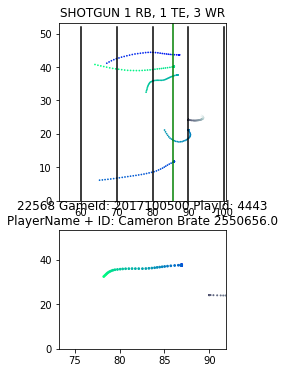 SHOTGUN 1 RB, 1 TE, 3 WR
50
40
30
20
10
0
60 70 80 90 100
22568 GameId: 2017100500 PlayId: 4443
PlayerName + ID: Cameron Brate 2550656.0
40
20
0
75 80 85 90